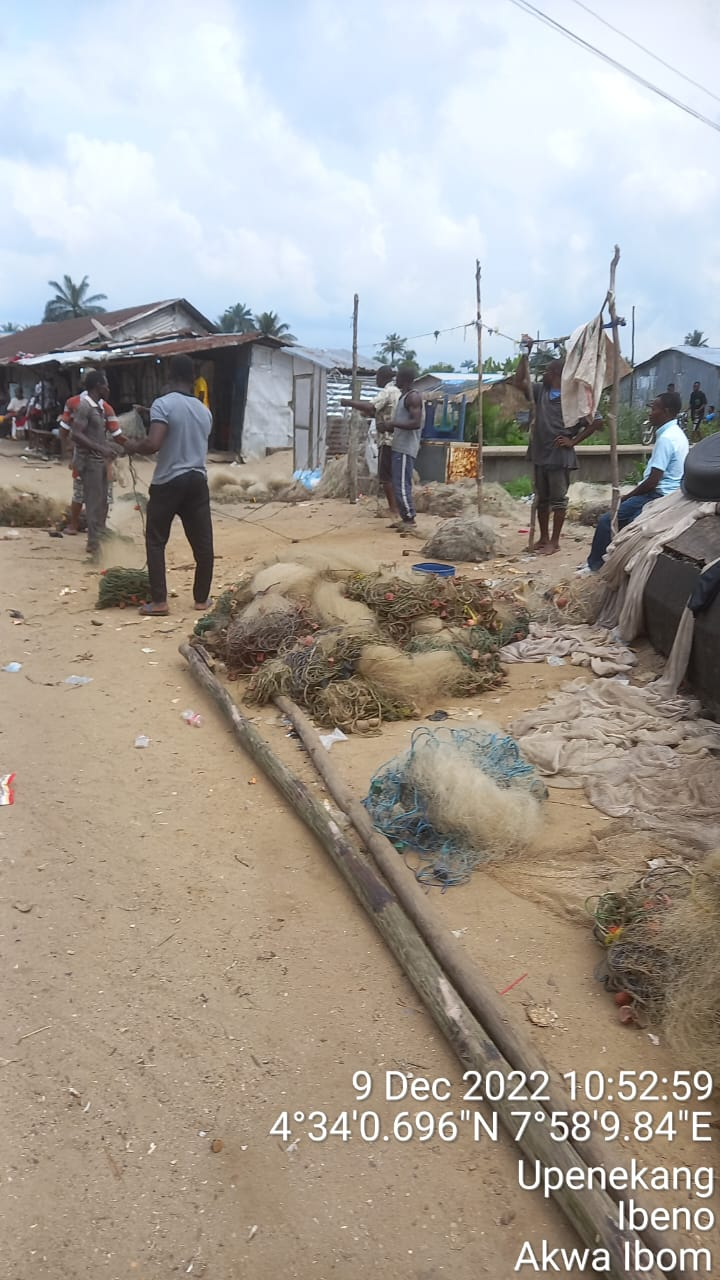 9 Dec 2022 10:52:59
4°34'0.696"N 7°58'9.84"E
Upenekang
Ibeno
Akwa Ibom